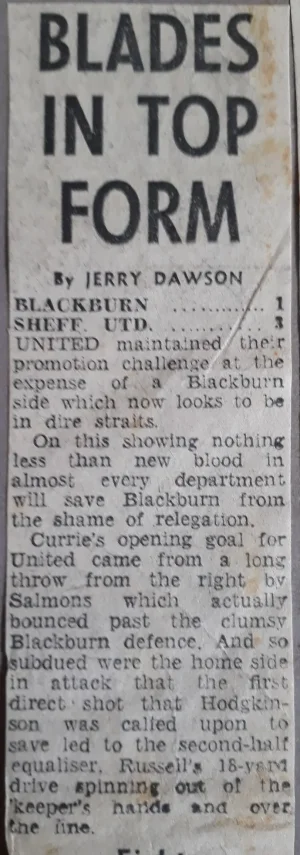 BLADES
IN TOP
FORM
By JERRY DAWSON
BLACKBURN ............ 1
SHEFF. UTD. ........... 3
UNITED maintained their
promotion challenge at the
expense of a Blackburn
side which now looks to be
in dire straits.
On this showing nothing
less than new blood in
almost every department
will save Blackburn from
the shame of relegation.
Currie's opening goal for
United came from a long
throw from the right by
Salmons which actually
bounced past the clumsy
Blackburn defence. And so
subdued were the home side
in attack that the first
direct shot that Hodgkin-
son was called upon to
save led to the second-half
equaliser, Russell's 18-yard
drive spinning out of the
'keeper's hands and over
the line.